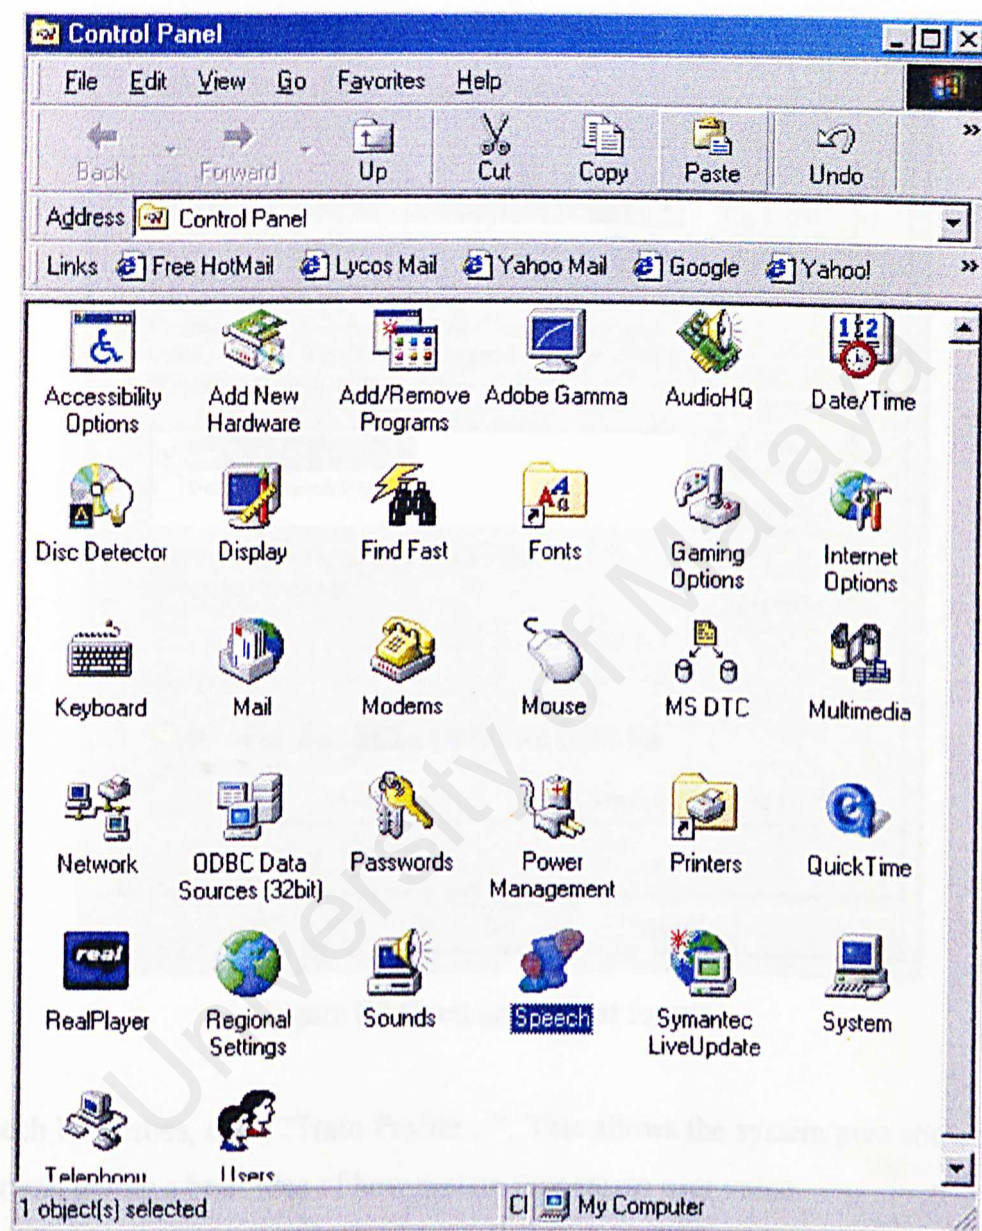 Control Panel
File Edit View Go Favorites Help
Back Forward Up Cut Copy Paste Undo »
Address Control Panel
Links Free HotMail Lycos Mail Yahoo Mail Google Yahoo! »
Accessibility Options
Add New Hardware
Add/Remove Programs
Adobe Gamma
AudioHQ
Date/Time
Disc Detector
Display
Find Fast
Fonts
Gaming Options
Internet Options
Keyboard
Mail
Modems
Mouse
MS DTC
Multimedia
Network
ODBC Data Sources (32bit)
Passwords
Power Management
Printers
QuickTime
real
RealPlayer
Regional Settings
Sounds
Speech
Symantec LiveUpdate
System
Telephony
Users
1 object(s) selected
My Computer
University of Malaya